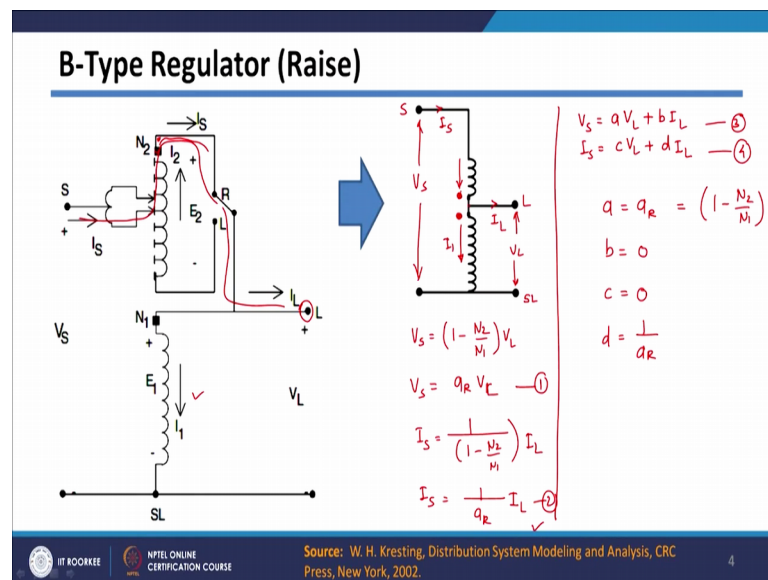 B-Type Regulator (Raise)
S
+
I_S
V_S
N_2
I_S
I_2
+
E_2
-
R
L
I_L
L
+
N_1
+
E_1
-
I_1
V_L
SL
S
I_S
V_S
I_1
L
I_L
V_L
SL
V_S = (1 - N_2/N_1) V_L
V_S = a_R V_L —①
I_S = 1/(1 - N_2/N_1) I_L
I_S = 1/a_R I_L —②
V_S = a V_L + b I_L —③
I_S = c V_L + d I_L —④
a = a_R = (1 - N_2/N_1)
b = 0
c = 0
d = 1/a_R
IIT ROORKEE
NPTEL ONLINE
CERTIFICATION COURSE
Source: W. H. Kresting, Distribution System Modeling and Analysis, CRC
Press, New York, 2002.
4